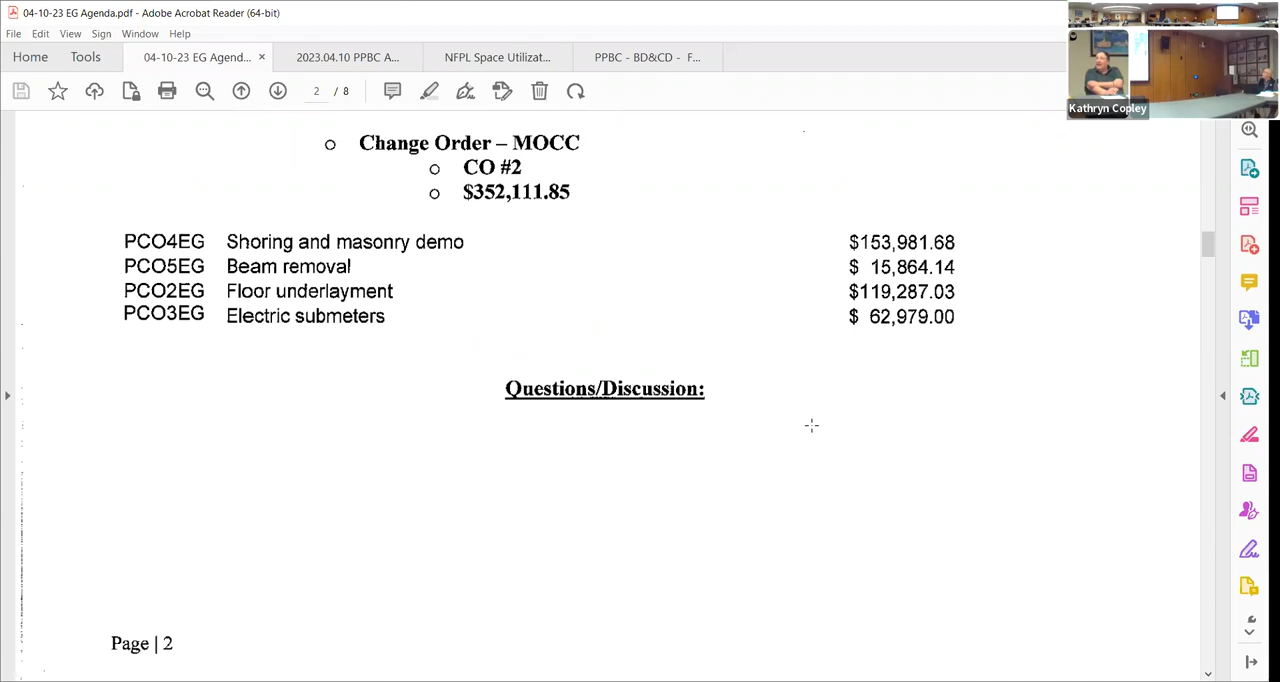 04-10-23 EG Agenda.pdf - Adobe Acrobat Reader (64-bit)
File Edit View Sign Window Help
Home Tools 04-10-23 EG Agend... × 2023.04.10 PPBC A... NFPL Space Utilizat... PPBC - BD&CD - F...
2 / 8
Kathryn Copley
o Change Order – MOCC
o CO #2
o $352,111.85
PCO4EG Shoring and masonry demo $153,981.68
PCO5EG Beam removal $ 15,864.14
PCO2EG Floor underlayment $119,287.03
PCO3EG Electric submeters $ 62,979.00
Questions/Discussion:
Page | 2